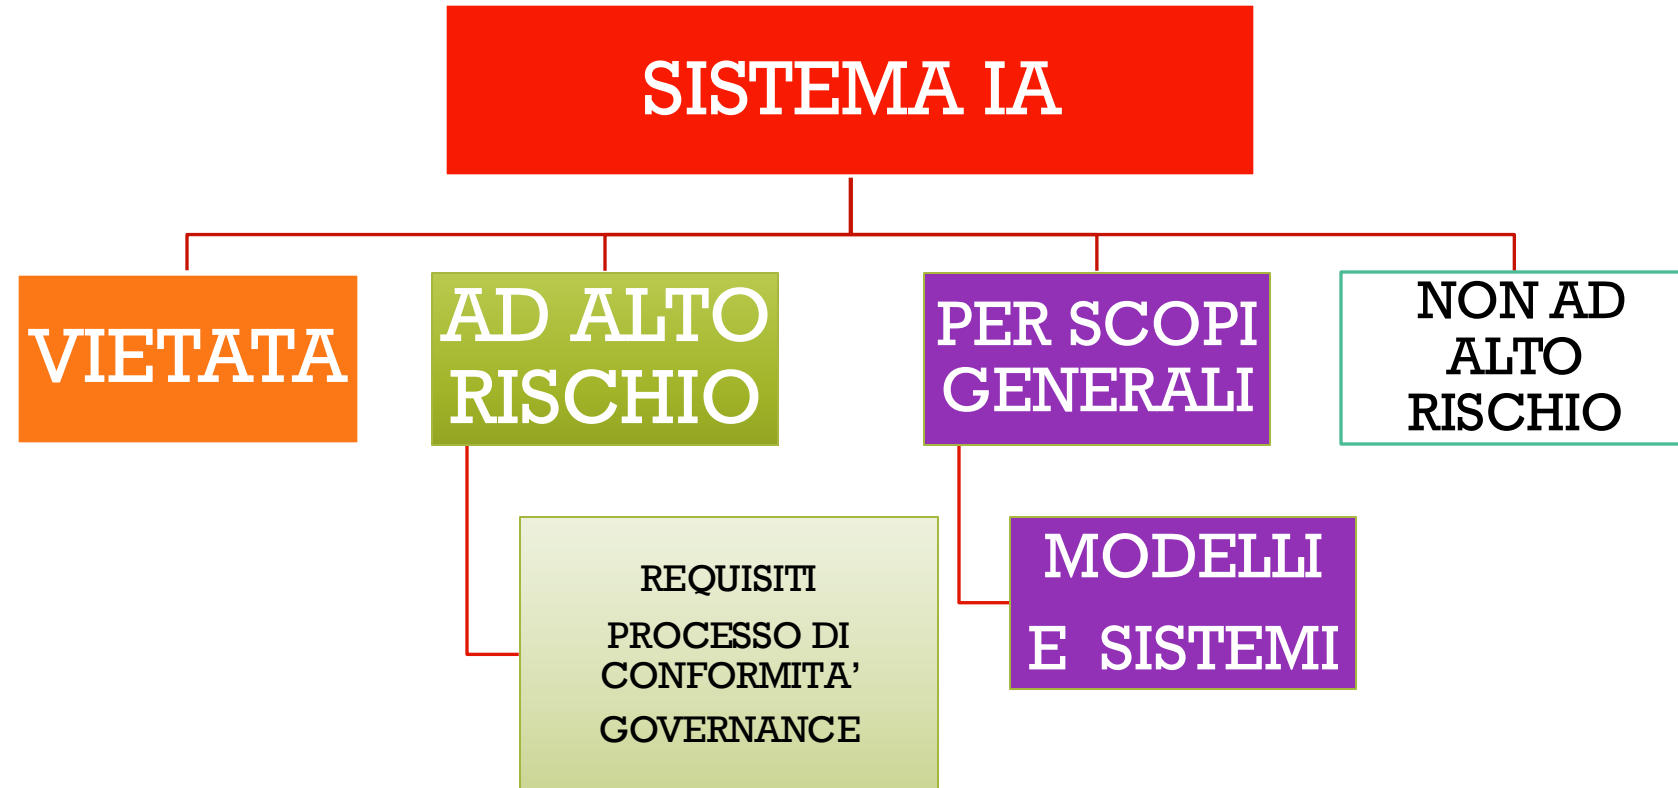 SISTEMA IA
VIETATA
AD ALTO
RISCHIO
PER SCOPI
GENERALI
NON AD
ALTO
RISCHIO
REQUISITI
PROCESSO DI
CONFORMITA’
GOVERNANCE
MODELLI
E SISTEMI